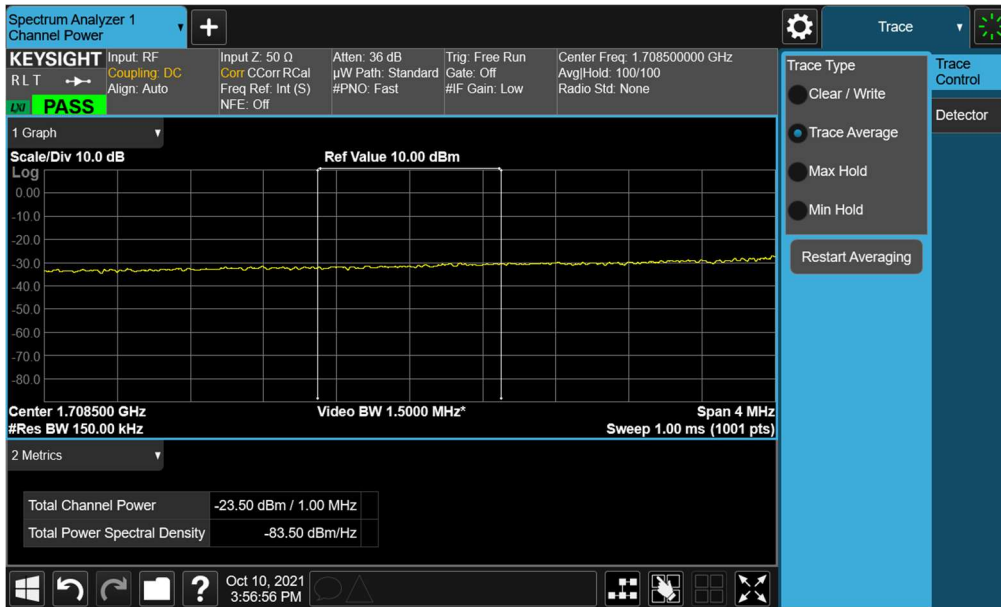 Spectrum Analyzer 1
Channel Power
+
Trace
KEYSIGHT
RLT
LXI
PASS
Input: RF
Coupling: DC
Align: Auto
Input Z: 50 Ω
Corr CCorr RCal
Freq Ref: Int (S)
NFE: Off
Atten: 36 dB
µW Path: Standard
#PNO: Fast
Trig: Free Run
Gate: Off
#IF Gain: Low
Center Freq: 1.708500000 GHz
Avg|Hold: 100/100
Radio Std: None
Trace Type
Clear / Write
Trace Average
Max Hold
Min Hold
Restart Averaging
Trace
Control
Detector
1 Graph
Scale/Div 10.0 dB
Ref Value 10.00 dBm
Log
0.00
-10.0
-20.0
-30.0
-40.0
-50.0
-60.0
-70.0
-80.0
Center 1.708500 GHz
Video BW 1.5000 MHz*
Span 4 MHz
#Res BW 150.00 kHz
Sweep 1.00 ms (1001 pts)
2 Metrics
Total Channel Power -23.50 dBm / 1.00 MHz
Total Power Spectral Density -83.50 dBm/Hz
?
Oct 10, 2021
3:56:56 PM